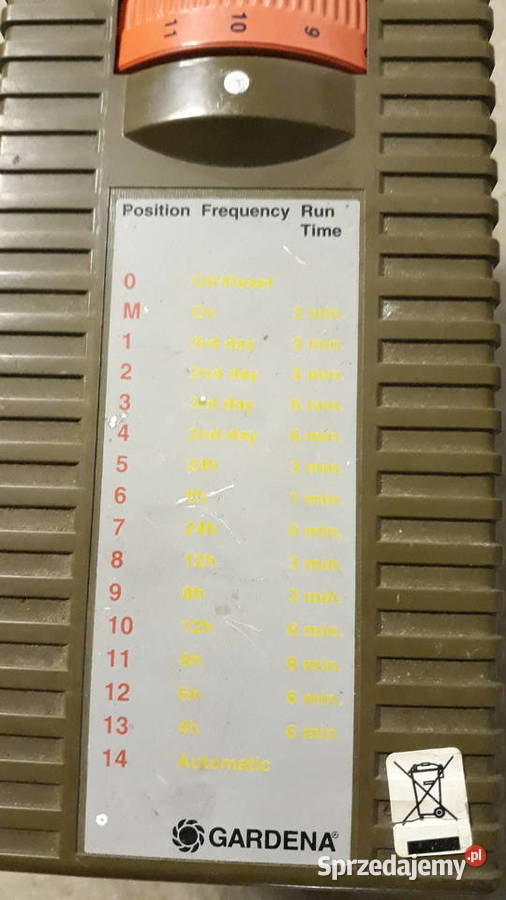 11 10 9
Position Frequency Run
Time
0 Off/Reset
M On 3 min.
1 3rd day 3 min.
2 2nd day 3 min.
3 3rd day 6 min.
4 2nd day 6 min.
5 24h 3 min.
6 8h 1 min.
7 24h 6 min.
8 12h 3 min.
9 8h 3 min.
10 12h 6 min.
11 8h 6 min.
12 6h 6 min.
13 4h 6 min.
14 Automatic
GARDENA®
Sprzedajemy.pl